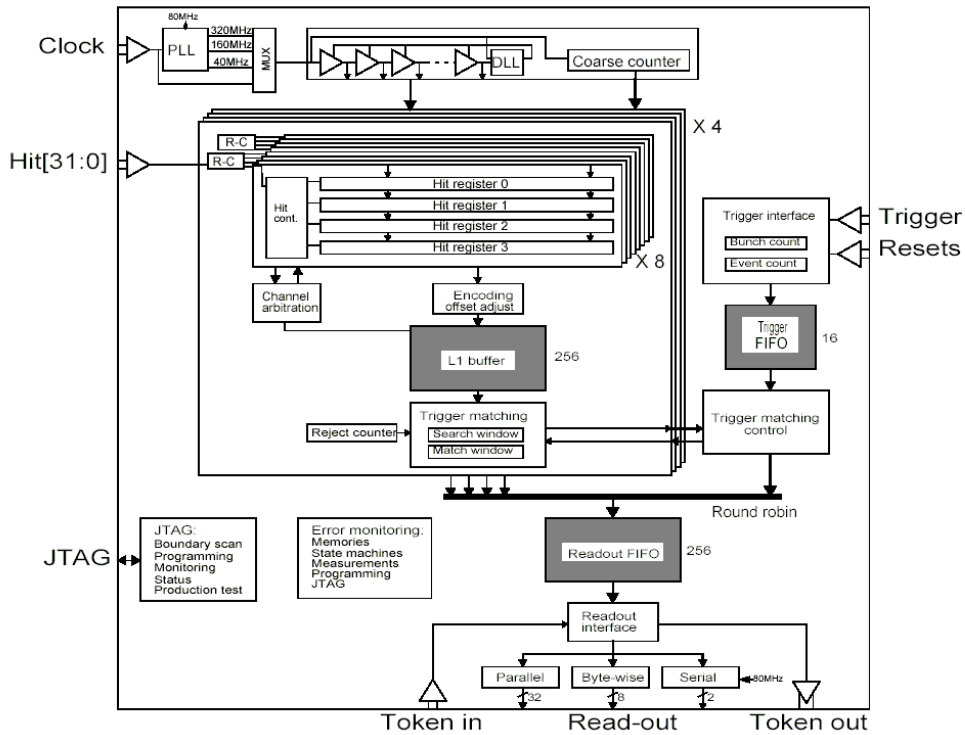 80MHz
Clock
PLL
320MHz
160MHz
40MHz
MUX
DLL
Coarse counter
X 4
Hit[31:0]
R-C
R-C
Hit
cont.
Hit register 0
Hit register 1
Hit register 2
Hit register 3
X 8
Trigger interface
Bunch count
Event count
Trigger
Resets
Channel
arbitration
Encoding
offset adjust
Trigger
FIFO
16
L1 buffer
256
Reject counter
Trigger matching
Search window
Match window
Trigger matching
control
Round robin
JTAG
JTAG:
Boundary scan
Programming
Monitoring
Status
Production test
Error monitoring:
Memories
State machines
Measurements
Programming
JTAG
Readout FIFO
256
Readout
interface
Parallel
Byte-wise
Serial
80MHz
32
8
2
Token in
Read-out
Token out